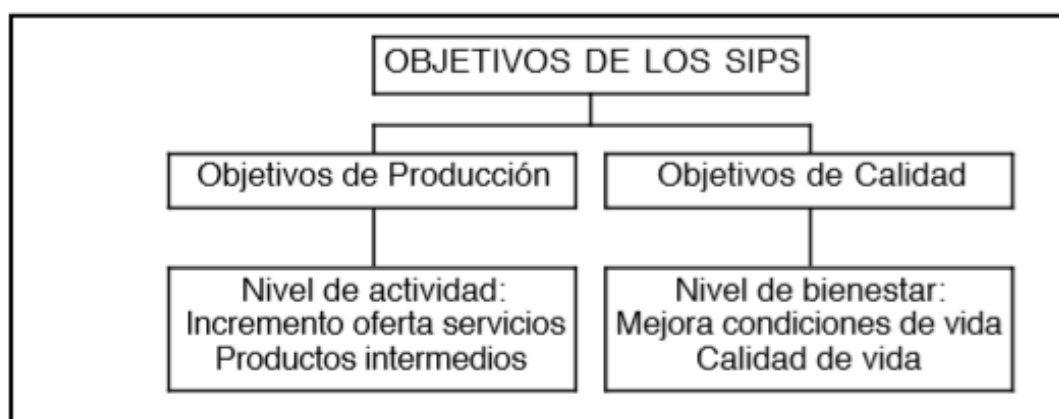 OBJETIVOS DE LOS SIPS
Objetivos de Producción
Objetivos de Calidad
Nivel de actividad:
Incremento oferta servicios
Productos intermedios
Nivel de bienestar:
Mejora condiciones de vida
Calidad de vida